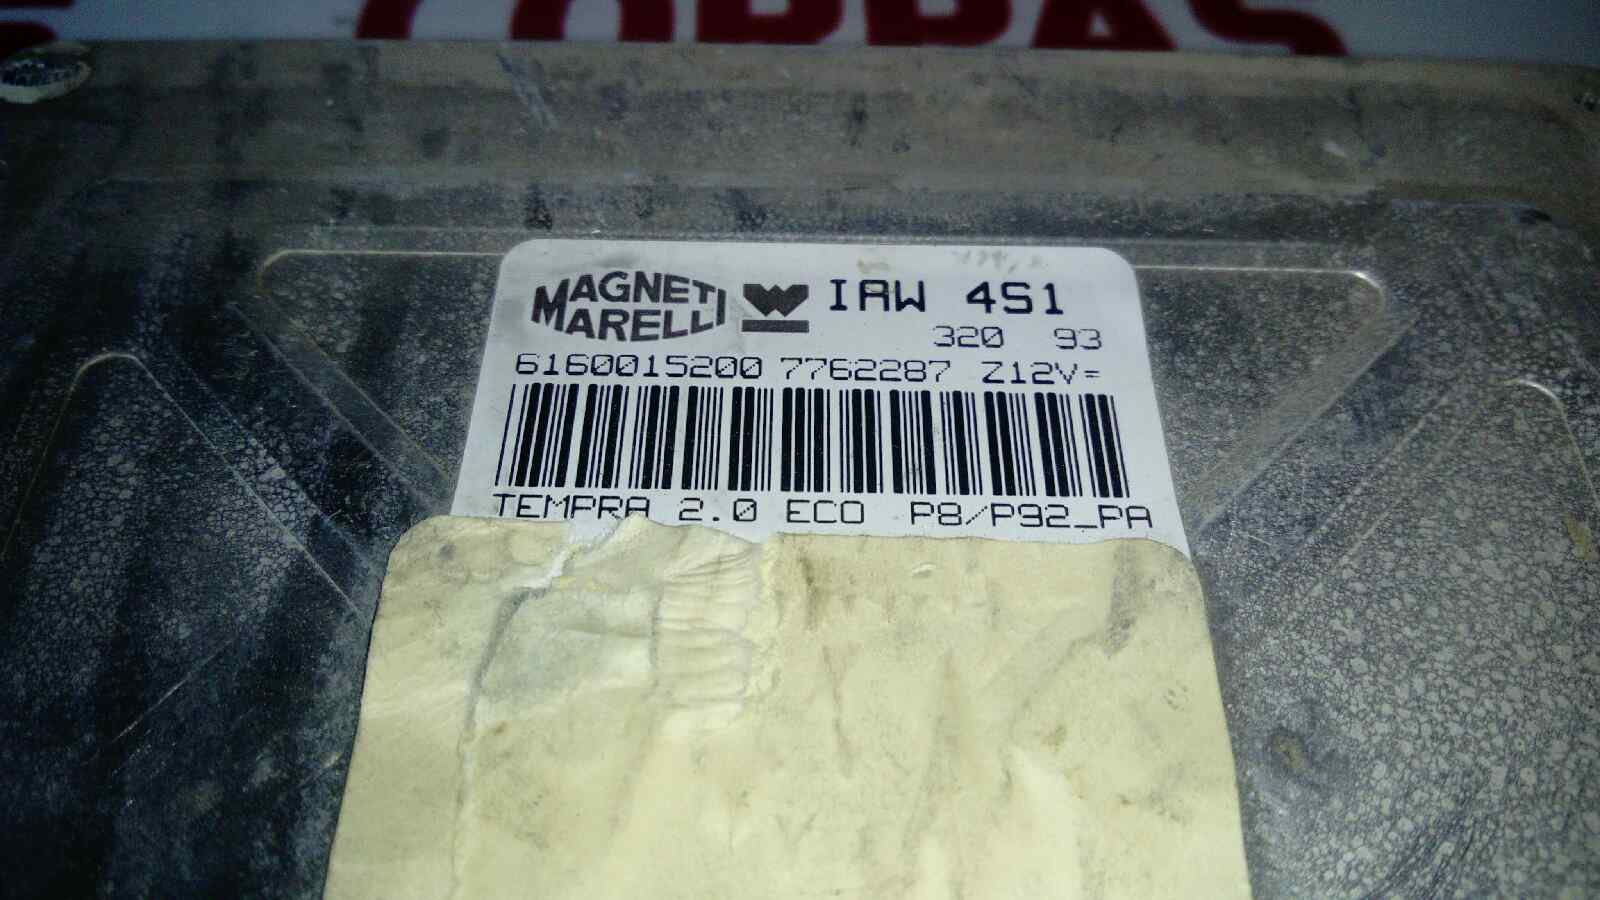 MAGNETI
MARELLI
IAW 4S1
320 93
6160015200 7762287 Z12V=
TEMPRA 2.0 ECO P8/P92_PA